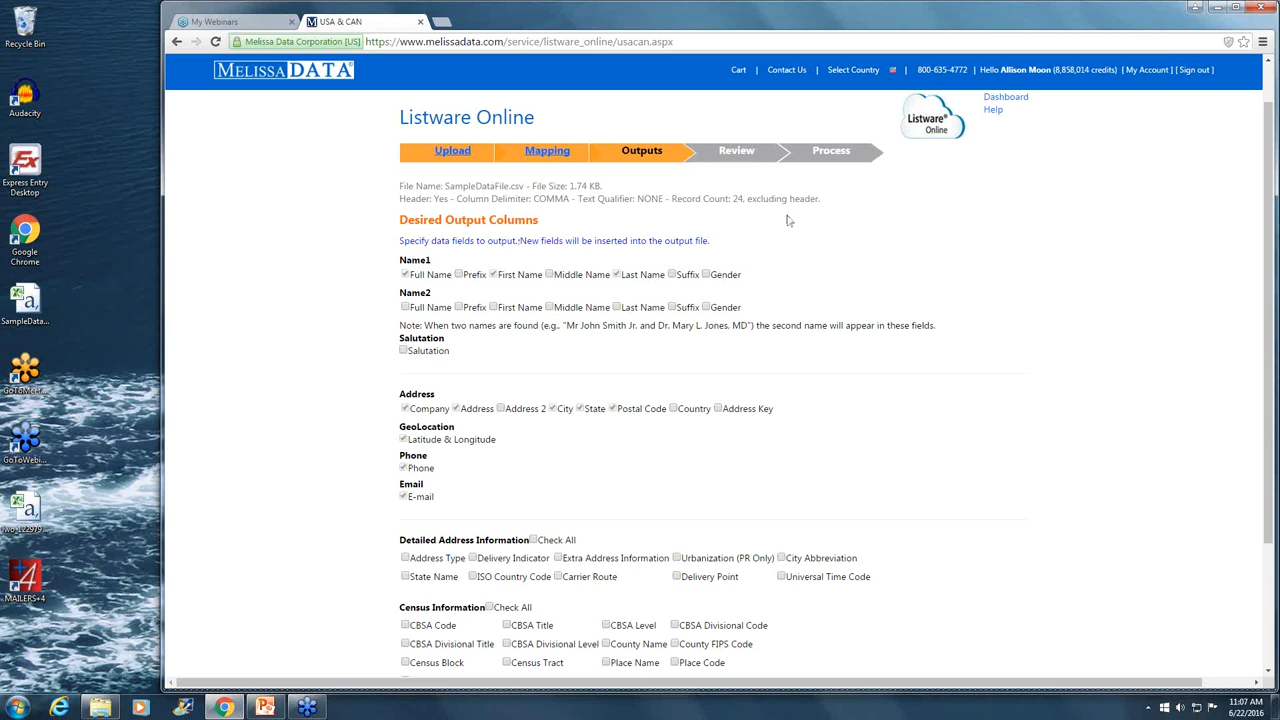 Recycle Bin
Audacity
Express Entry
Desktop
Google
Chrome
SampleData...
GoToMeet...
GoToWebi...
MAILERS+4
My Webinars
USA & CAN
Melissa Data Corporation [US]
https://www.melissadata.com/service/listware_online/usacan.aspx
MELISSADATA
Cart | Contact Us | Select Country | 800-635-4772 | Hello Allison Moon (8,858,014 credits) [ My Account ] [ Sign out ]
Listware Online
Listware® Online
Dashboard
Help
Upload Mapping Outputs Review Process
File Name: SampleDataFile.csv - File Size: 1.74 KB.
Header: Yes - Column Delimiter: COMMA - Text Qualifier: NONE - Record Count: 24, excluding header.
Desired Output Columns
Specify data fields to output. New fields will be inserted into the output file.
Name1
Full Name Prefix First Name Middle Name Last Name Suffix Gender
Name2
Full Name Prefix First Name Middle Name Last Name Suffix Gender
Note: When two names are found (e.g., "Mr John Smith Jr. and Dr. Mary L. Jones, MD") the second name will appear in these fields.
Salutation
Salutation
Address
Company Address Address 2 City State Postal Code Country Address Key
GeoLocation
Latitude & Longitude
Phone
Phone
Email
E-mail
Detailed Address Information Check All
Address Type Delivery Indicator Extra Address Information Urbanization (PR Only) City Abbreviation
State Name ISO Country Code Carrier Route Delivery Point Universal Time Code
Census Information Check All
CBSA Code CBSA Title CBSA Level CBSA Divisional Code
CBSA Divisional Title CBSA Divisional Level County Name County FIPS Code
Census Block Census Tract Place Name Place Code
11:07 AM
6/22/2016